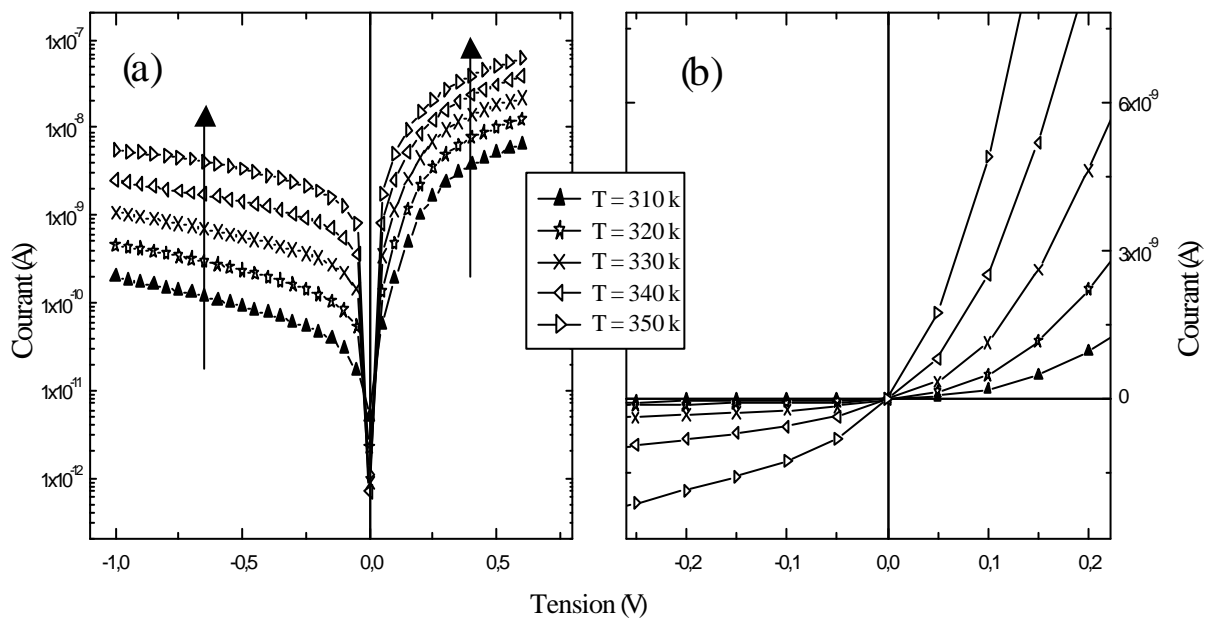 (a)
1x10⁻⁷
1x10⁻⁸
1x10⁻⁹
1x10⁻¹⁰
1x10⁻¹¹
1x10⁻¹²
Courant (A)
-1,0 -0,5 0,0 0,5
T = 310 k
T = 320 k
T = 330 k
T = 340 k
T = 350 k
(b)
6x10⁻⁹
3x10⁻⁹
0
Courant (A)
-0,2 -0,1 0,0 0,1 0,2
Tension (V)